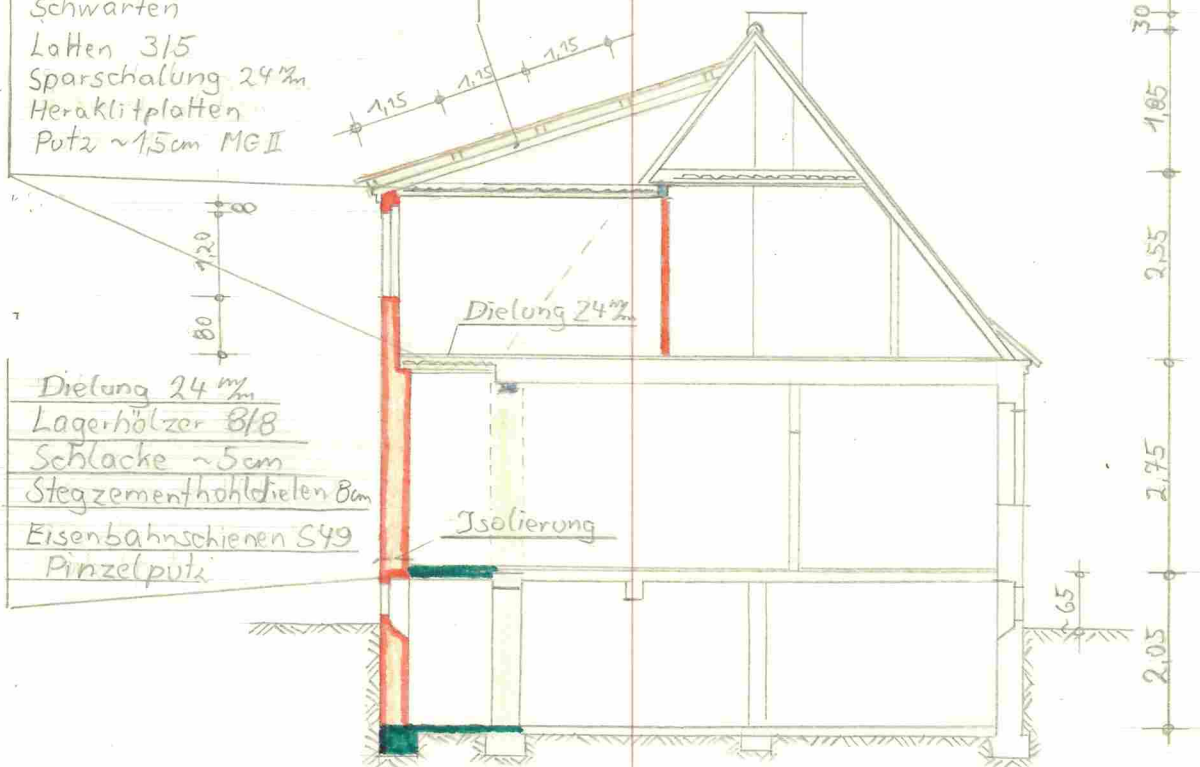 Schwarten
Latten 3/5
Sparschalung 24 m/m
Heraklitplatten
Putz ~1,5cm MG II
1,15
1,15
1,15
30
1,85
2,55
2,75
2,05
~65
8
1,20
80
Dielung 24 m/m
Dielung 24 m/m
Lagerhölzer 8/8
Schlacke ~5cm
Stegzementhohldielen 8cm
Eisenbahnschienen S49
Pinzelputz
Isolierung